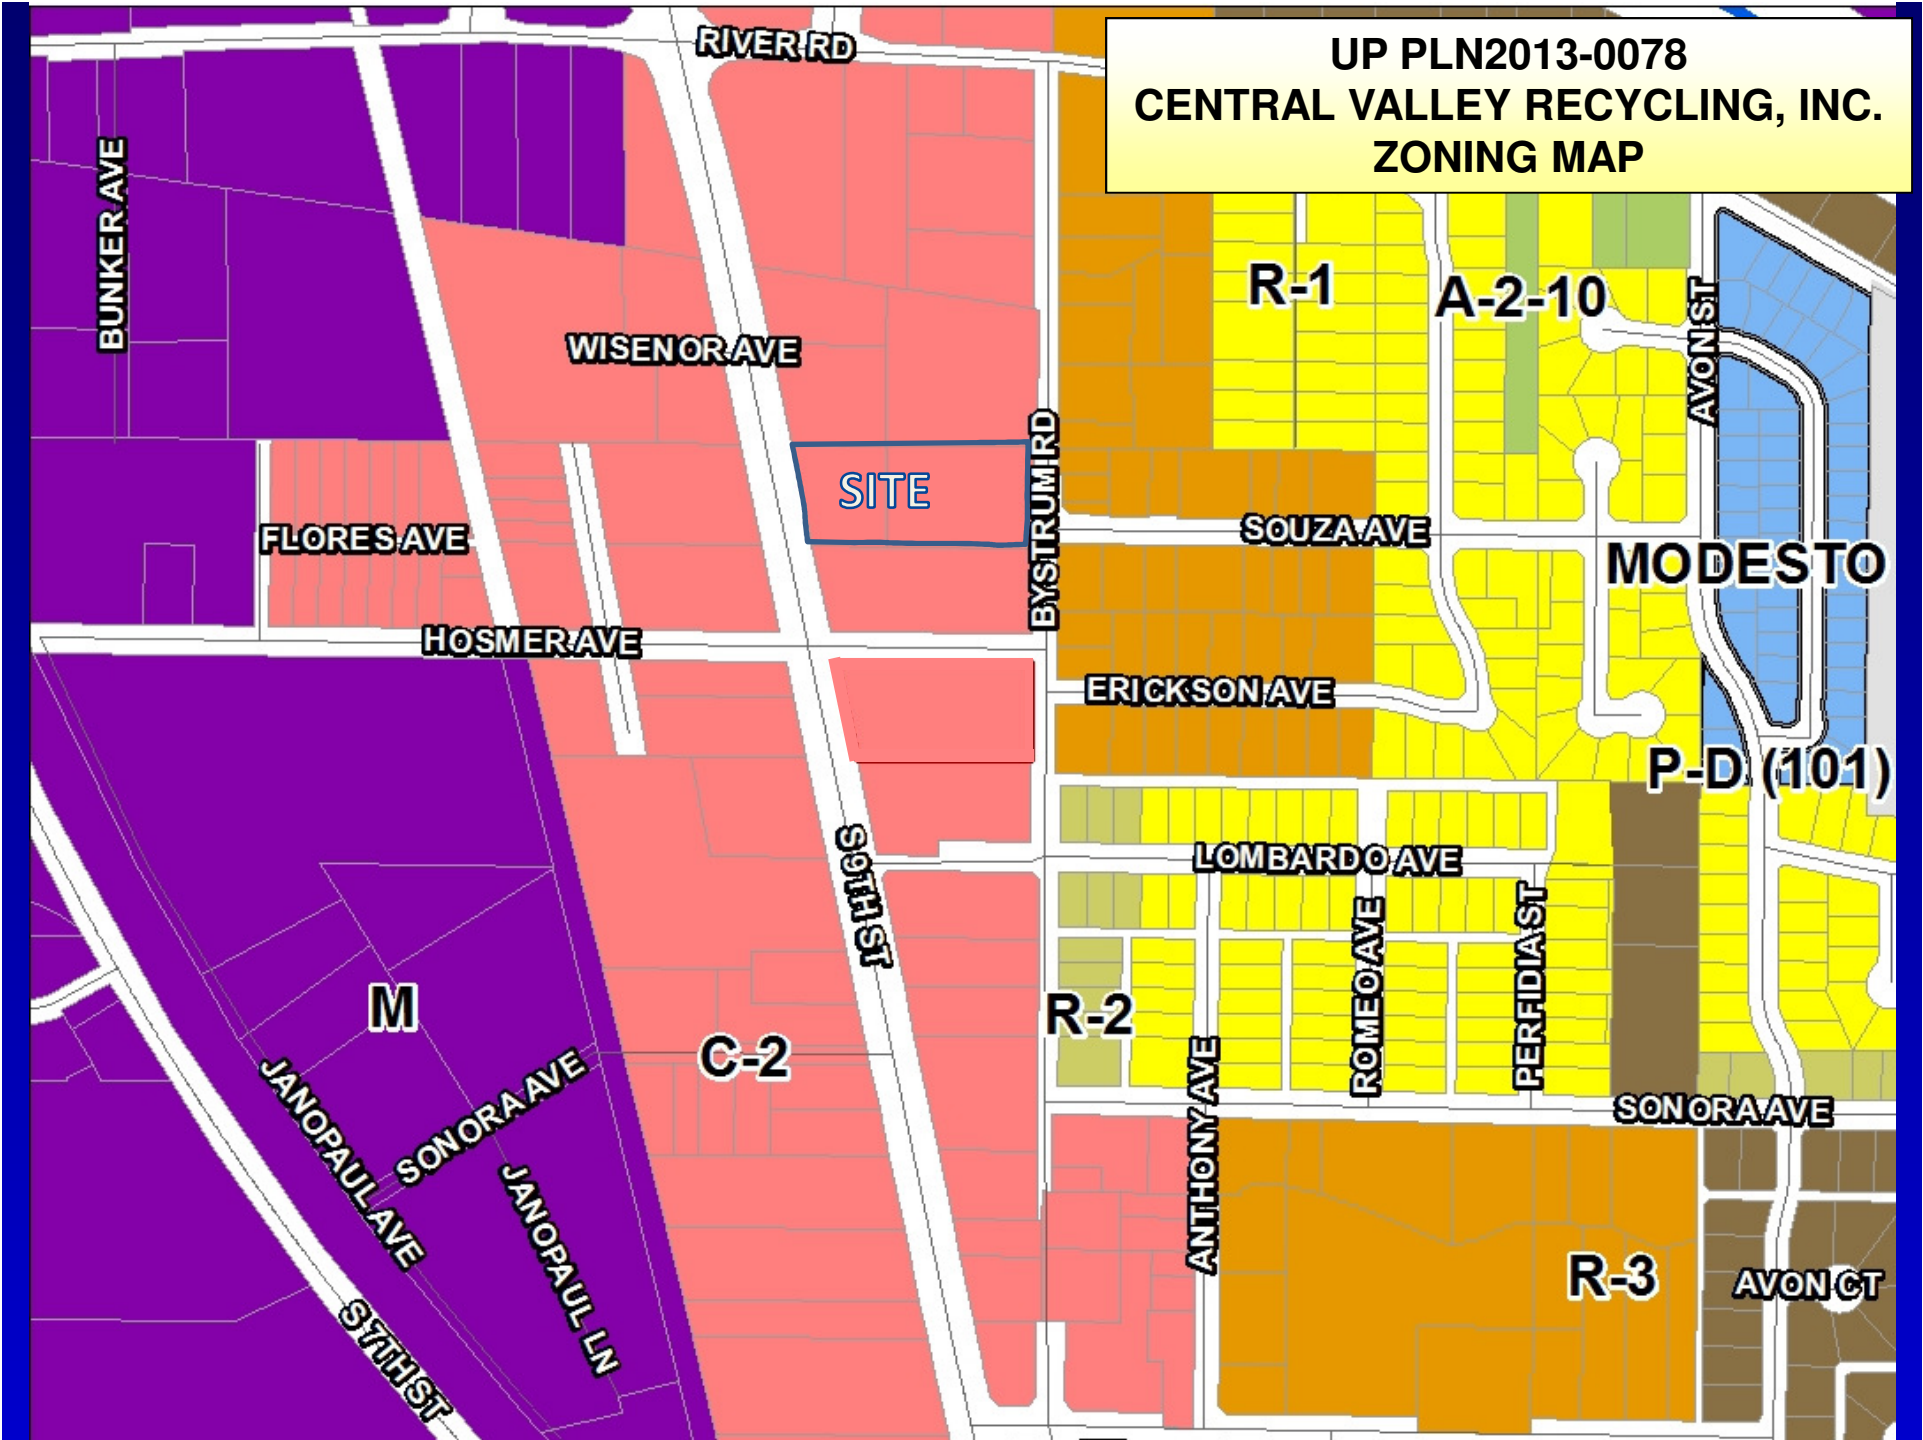 UP PLN2013-0078
CENTRAL VALLEY RECYCLING, INC.
ZONING MAP
RIVER RD
BUNKER AVE
R-1
A-2-10
AVON ST
WISENOR AVE
SITE
BYSTRUM RD
FLORES AVE
SOUZA AVE
MODESTO
HOSMER AVE
ERICKSON AVE
P-D (101)
LOMBARDO AVE
S 9TH ST
ROMEO AVE
PERFIDIA ST
M
R-2
C-2
SONORA AVE
JANOPAUL AVE
SONORA AVE
ANTHONY AVE
JANOPAUL LN
R-3
AVON CT
S 7TH ST